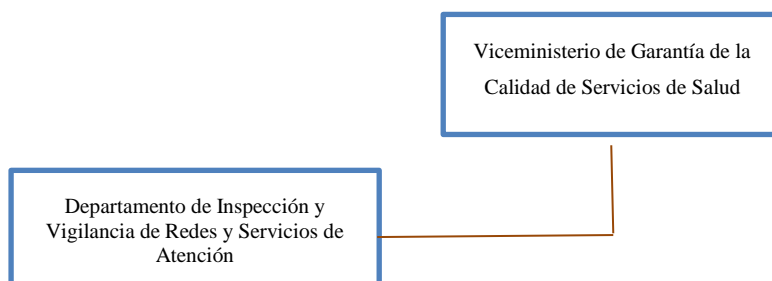 Viceministerio de Garantía de la
Calidad de Servicios de Salud
Departamento de Inspección y
Vigilancia de Redes y Servicios de
Atención